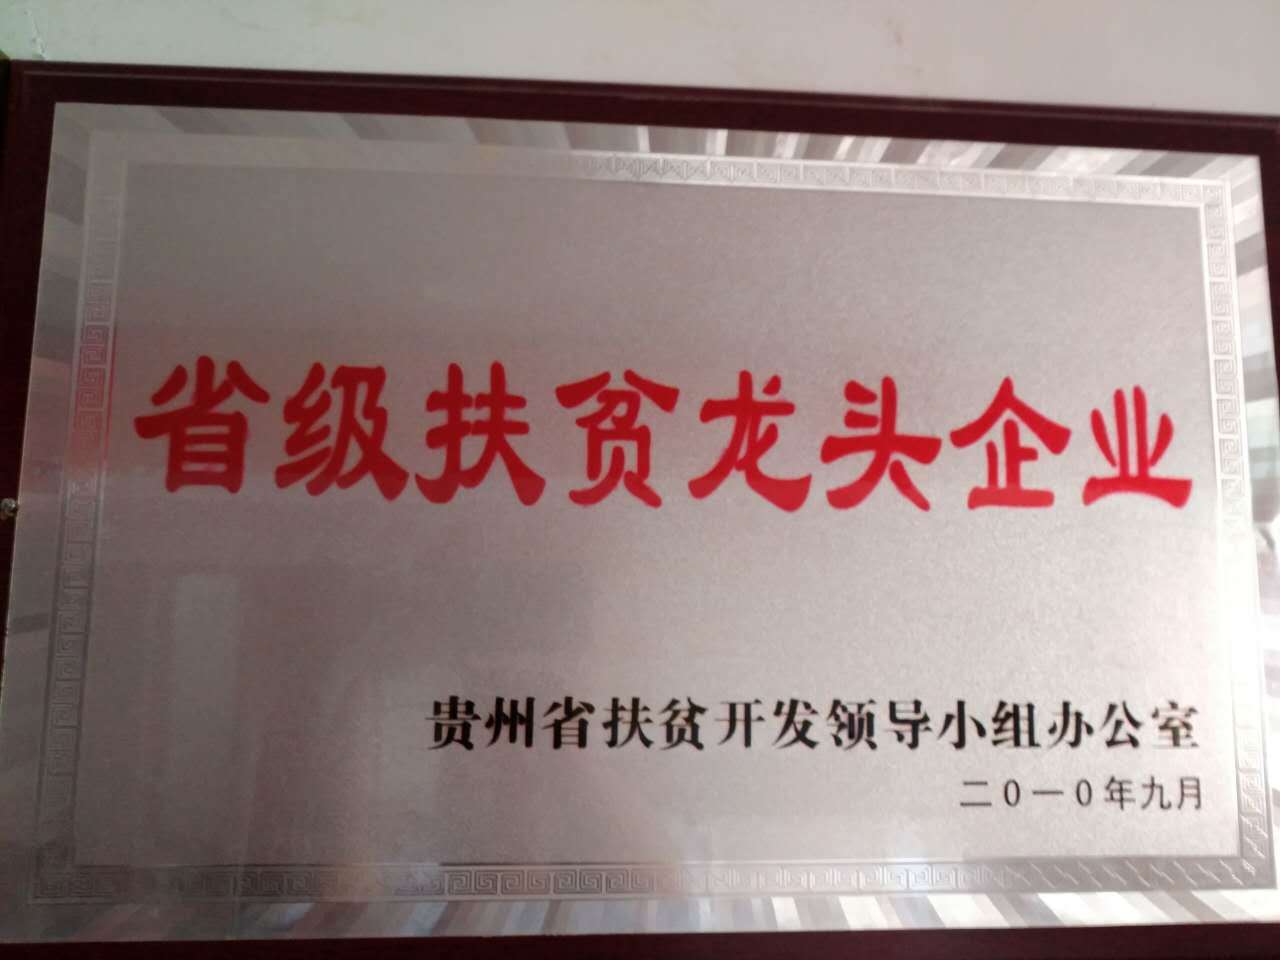 省级扶贫龙头企业
贵州省扶贫开发领导小组办公室
二0一0年九月